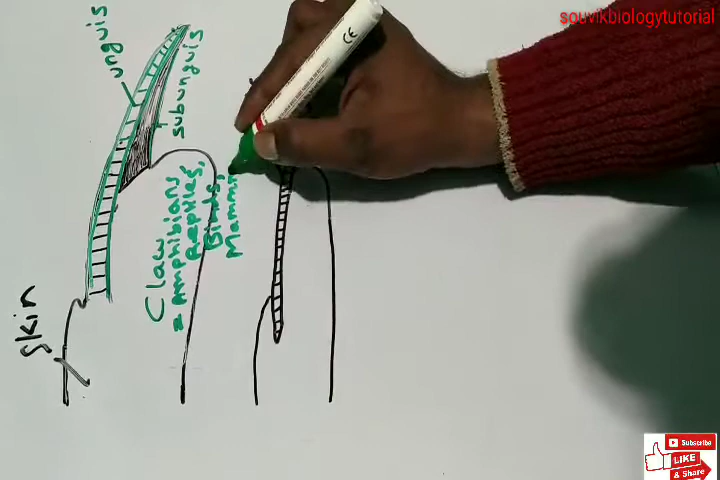 souvikbiologytutorial
unguis
subunguis
Skin
Claw
= Amphibians
Reptiles,
Birds,
Mamm
CE
Subscribe
LIKE
& Share